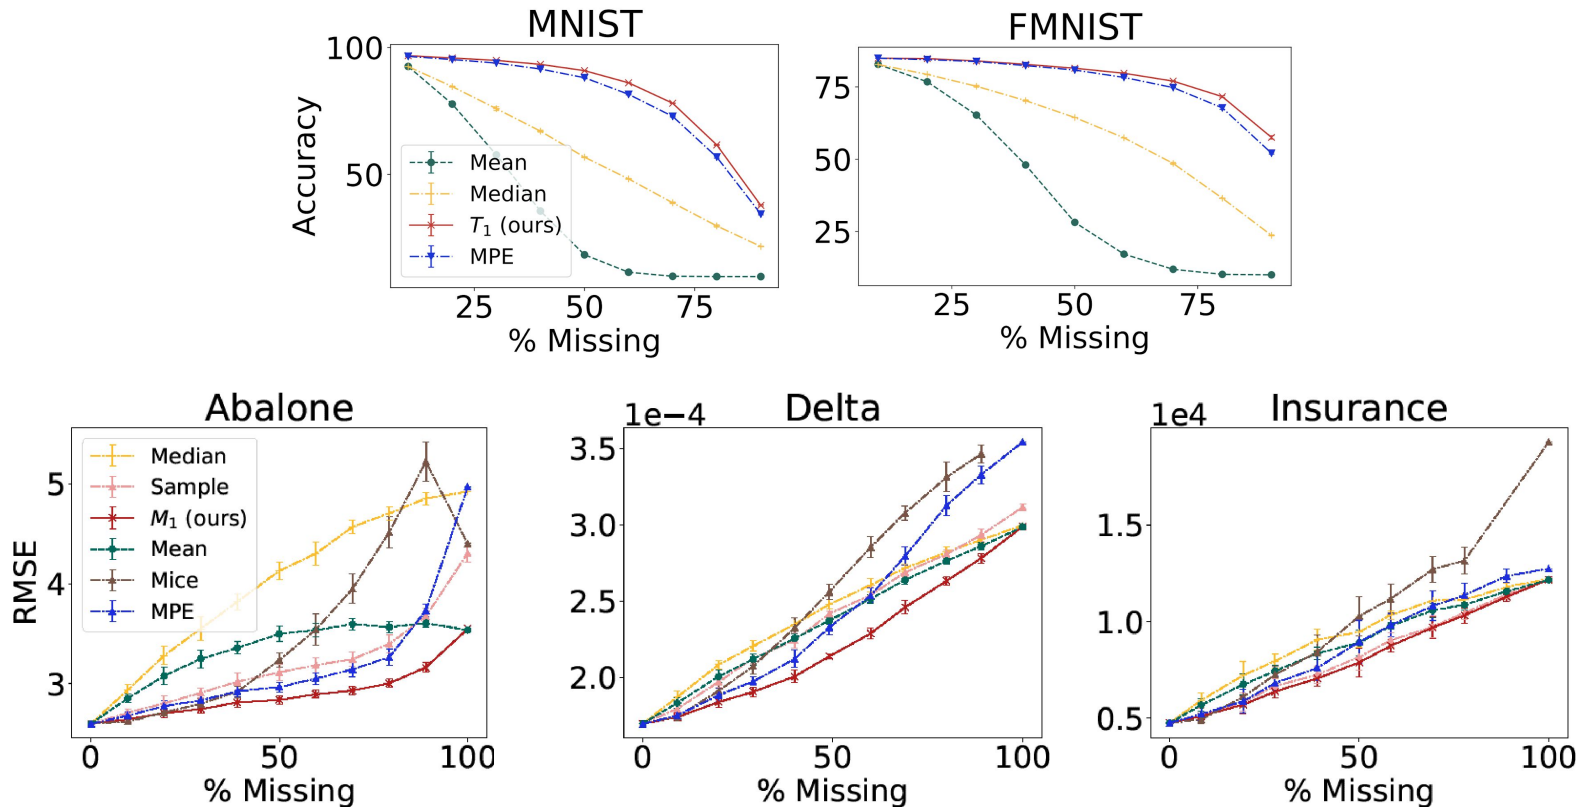 MNIST
FMNIST
Accuracy
100
50
Mean
Median
T₁ (ours)
MPE
25 50 75
% Missing
75
50
25
25 50 75
% Missing
Abalone
1e−4 Delta
1e4 Insurance
RMSE
5
4
3
Median
Sample
M₁ (ours)
Mean
Mice
MPE
0 50 100
% Missing
3.5
3.0
2.5
2.0
0 50 100
% Missing
1.5
1.0
0.5
0 50 100
% Missing